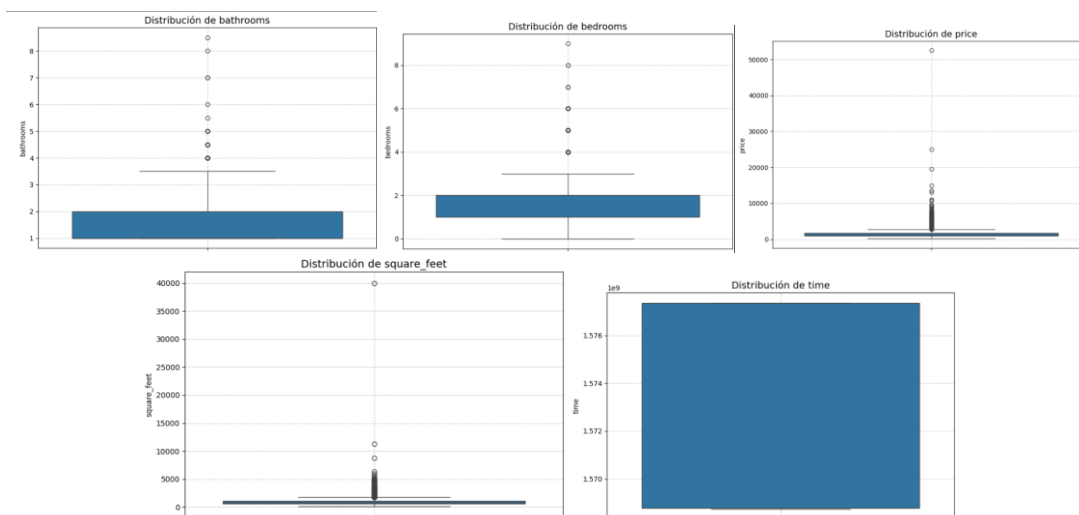 Distribución de bathrooms
bathrooms
8
7
6
5
4
3
2
1
Distribución de bedrooms
bedrooms
8
6
4
2
0
Distribución de price
price
50000
40000
30000
20000
10000
0
Distribución de square_feet
square_feet
40000
35000
30000
25000
20000
15000
10000
5000
0
Distribución de time
1e9
time
1.576
1.574
1.572
1.570